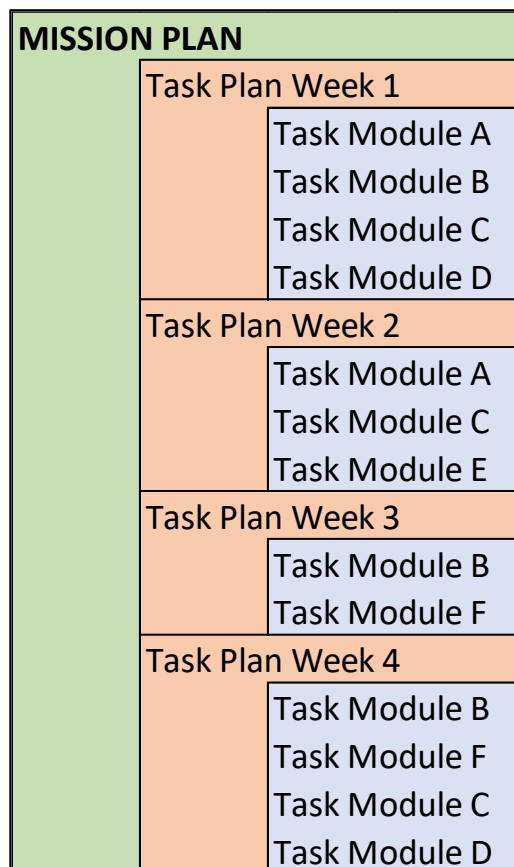 MISSION PLAN
Task Plan Week 1
Task Module A
Task Module B
Task Module C
Task Module D
Task Plan Week 2
Task Module A
Task Module C
Task Module E
Task Plan Week 3
Task Module B
Task Module F
Task Plan Week 4
Task Module B
Task Module F
Task Module C
Task Module D